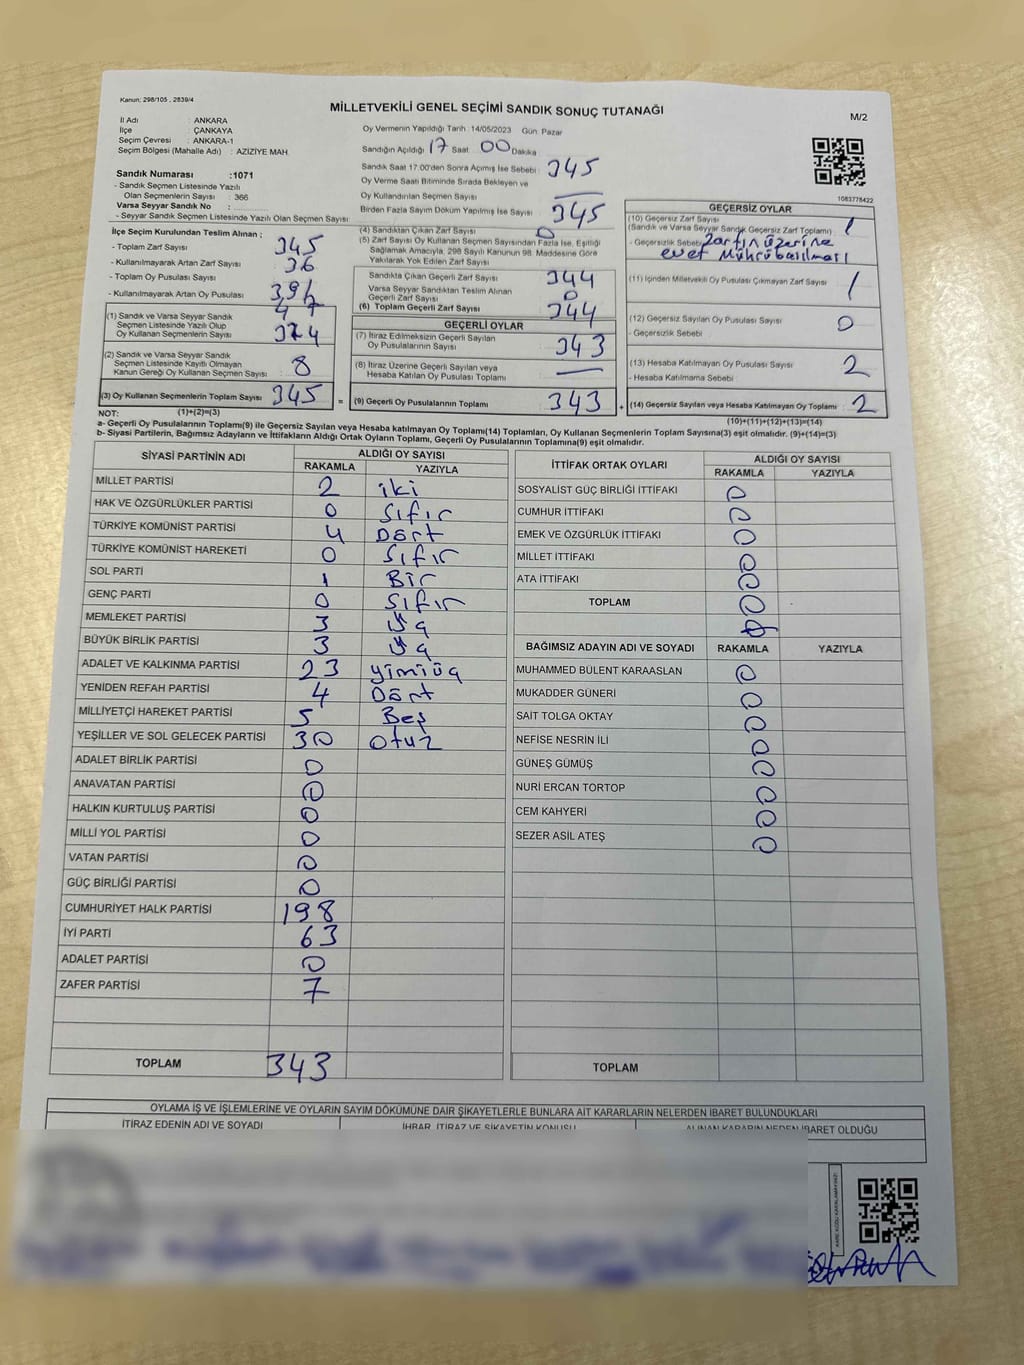 Kanun: 298/105 , 2839/4
MİLLETVEKİLİ GENEL SEÇİMİ SANDIK SONUÇ TUTANAĞI
M/2
İl Adı : ANKARA
İlçe : ÇANKAYA
Seçim Çevresi : ANKARA-1
Seçim Bölgesi (Mahalle Adı) : AZİZİYE MAH.
Sandık Numarası :1071
- Sandık Seçmen Listesinde Yazılı
Olan Seçmenlerin Sayısı : 366
Varsa Seyyar Sandık No :
- Seyyar Sandık Seçmen Listesinde Yazılı Olan Seçmen Sayısı:
Oy Vermenin Yapıldığı Tarih :14/05/2023 Gün: Pazar
Sandığın Açıldığı 17 Saat : 00 Dakika
Sandık Saat 17:00'den Sonra Açımış İse Sebebi : 345
Oy Verme Saati Bitiminde Sırada Bekleyen ve
Oy Kullandırılan Seçmen Sayısı
Birden Fazla Sayım Döküm Yapılmış İse Sayısı 345
1083778422
İlçe Seçim Kurulundan Teslim Alınan ;
- Toplam Zarf Sayısı 345
- Kullanılmayarak Artan Zarf Sayısı 36
- Toplam Oy Pusulası Sayısı
- Kullanılmayarak Artan Oy Pusulası
(1) Sandık ve Varsa Seyyar Sandık
Seçmen Listesinde Yazılı Olup
Oy Kullanan Seçmenlerin Sayısı
(2) Sandık ve Varsa Seyyar Sandık
Seçmen Listesinde Kayıtlı Olmayan
Kanun Gereği Oy Kullanan Seçmen Sayısı 8
(3) Oy Kullanan Seçmenlerin Toplam Sayısı 345
(1)+(2)=(3)
(4) Sandıktan Çıkan Zarf Sayısı 0
(5) Zarf Sayısı Oy Kullanan Seçmen Sayısından Fazla İse, Eşitliği
Sağlamak Amacıyla, 298 Sayılı Kanunun 98. Maddesine Göre
Yakılarak Yok Edilen Zarf Sayısı
Sandıkta Çıkan Geçerli Zarf Sayısı 344
Varsa Seyyar Sandıktan Teslim Alınan
Geçerli Zarf Sayısı 0
(6) Toplam Geçerli Zarf Sayısı 344
GEÇERLİ OYLAR
(7) İtiraz Edilmeksizin Geçerli Sayılan
Oy Pusulalarının Sayısı 343
(8) İtiraz Üzerine Geçerli Sayılan veya
Hesaba Katılan Oy Pusulası Toplamı —
= (9) Geçerli Oy Pusulalarının Toplamı 343 +
GEÇERSİZ OYLAR
(10) Geçersiz Zarf Sayısı 1
(Sandık ve Varsa Seyyar Sandık Geçersiz Zarf Toplamı)
- Geçersizlik Sebebi: Zarfın üzerine
evet Mührü basılması
(11) İçinden Milletvekili Oy Pusulası Çıkmayan Zarf Sayısı 1
(12) Geçersiz Sayılan Oy Pusulası Sayısı 0
- Geçersizlik Sebebi
(13) Hesaba Katılmayan Oy Pusulası Sayısı 2
- Hesaba Katılmama Sebebi
(14) Geçersiz Sayılan veya Hesaba Katılmayan Oy Toplamı 2
(10)+(11)+(12)+(13)=(14)
NOT:
a- Geçerli Oy Pusulalarının Toplamı(9) ile Geçersiz Sayılan veya Hesaba katılmayan Oy Toplamı(14) Toplamları, Oy Kullanan Seçmenlerin Toplam Sayısına(3) eşit olmalıdır. (9)+(14)=(3)
b- Siyasi Partilerin, Bağımsız Adayların ve İttifakların Aldığı Ortak Oyların Toplamı, Geçerli Oy Pusulalarının Toplamına(9) eşit olmalıdır.
SİYASİ PARTİNİN ADI ALDIĞI OY SAYISI
RAKAMLA YAZIYLA
MİLLET PARTİSİ 2 iki
HAK VE ÖZGÜRLÜKLER PARTİSİ 0 Sıfır
TÜRKİYE KOMÜNİST PARTİSİ 4 Dört
TÜRKİYE KOMÜNİST HAREKETİ 0 Sıfır
SOL PARTİ 1 Bir
GENÇ PARTİ 0 Sıfır
MEMLEKET PARTİSİ 3 Üç
BÜYÜK BİRLİK PARTİSİ 3 Üç
ADALET VE KALKINMA PARTİSİ 23 yimiüç
YENİDEN REFAH PARTİSİ 4 Dört
MİLLİYETÇİ HAREKET PARTİSİ 5 Beş
YEŞİLLER VE SOL GELECEK PARTİSİ 30 otuz
ADALET BİRLİK PARTİSİ 0
ANAVATAN PARTİSİ 0
HALKIN KURTULUŞ PARTİSİ 0
MİLLİ YOL PARTİSİ 0
VATAN PARTİSİ 0
GÜÇ BİRLİĞİ PARTİSİ 0
CUMHURİYET HALK PARTİSİ 198
İYİ PARTİ 63
ADALET PARTİSİ 0
ZAFER PARTİSİ 7
TOPLAM 343
İTTİFAK ORTAK OYLARI ALDIĞI OY SAYISI
RAKAMLA YAZIYLA
SOSYALİST GÜÇ BİRLİĞİ İTTİFAKI 0
CUMHUR İTTİFAKI 0
EMEK VE ÖZGÜRLÜK İTTİFAKI 0
MİLLET İTTİFAKI 0
ATA İTTİFAKI 0
TOPLAM 0
BAĞIMSIZ ADAYIN ADI VE SOYADI RAKAMLA YAZIYLA
MUHAMMED BÜLENT KARAASLAN 0
MUKADDER GÜNERİ 0
SAİT TOLGA OKTAY 0
NEFİSE NESRİN İLİ 0
GÜNEŞ GÜMÜŞ 0
NURİ ERCAN TORTOP 0
CEM KAHYERİ 0
SEZER ASİL ATEŞ 0
TOPLAM
OYLAMA İŞ VE İŞLEMLERİNE VE OYLARIN SAYIM DÖKÜMÜNE DAİR ŞİKAYETLERLE BUNLARA AİT KARARLARIN NELERDEN İBARET BULUNDUKLARI
İTİRAZ EDENİN ADI VE SOYADI İHBAR, İTİRAZ VE ŞİKAYETİN KONUSU ALINAN KARARIN NEDEN İBARET OLDUĞU
KARE KODU KARALAMAYINIZ!